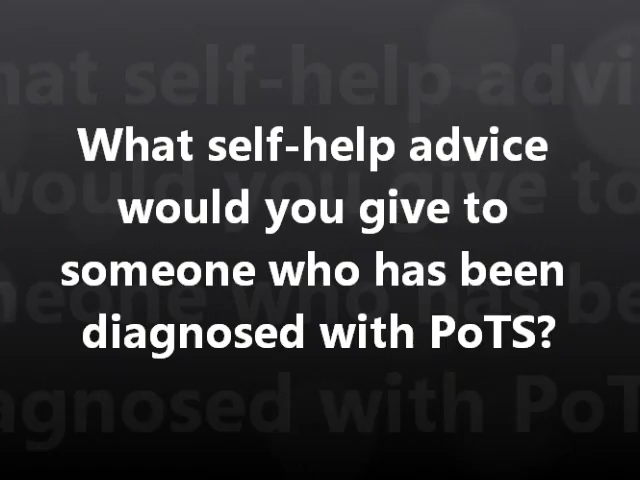 What self-help advice
would you give to
someone who has been
diagnosed with PoTS?